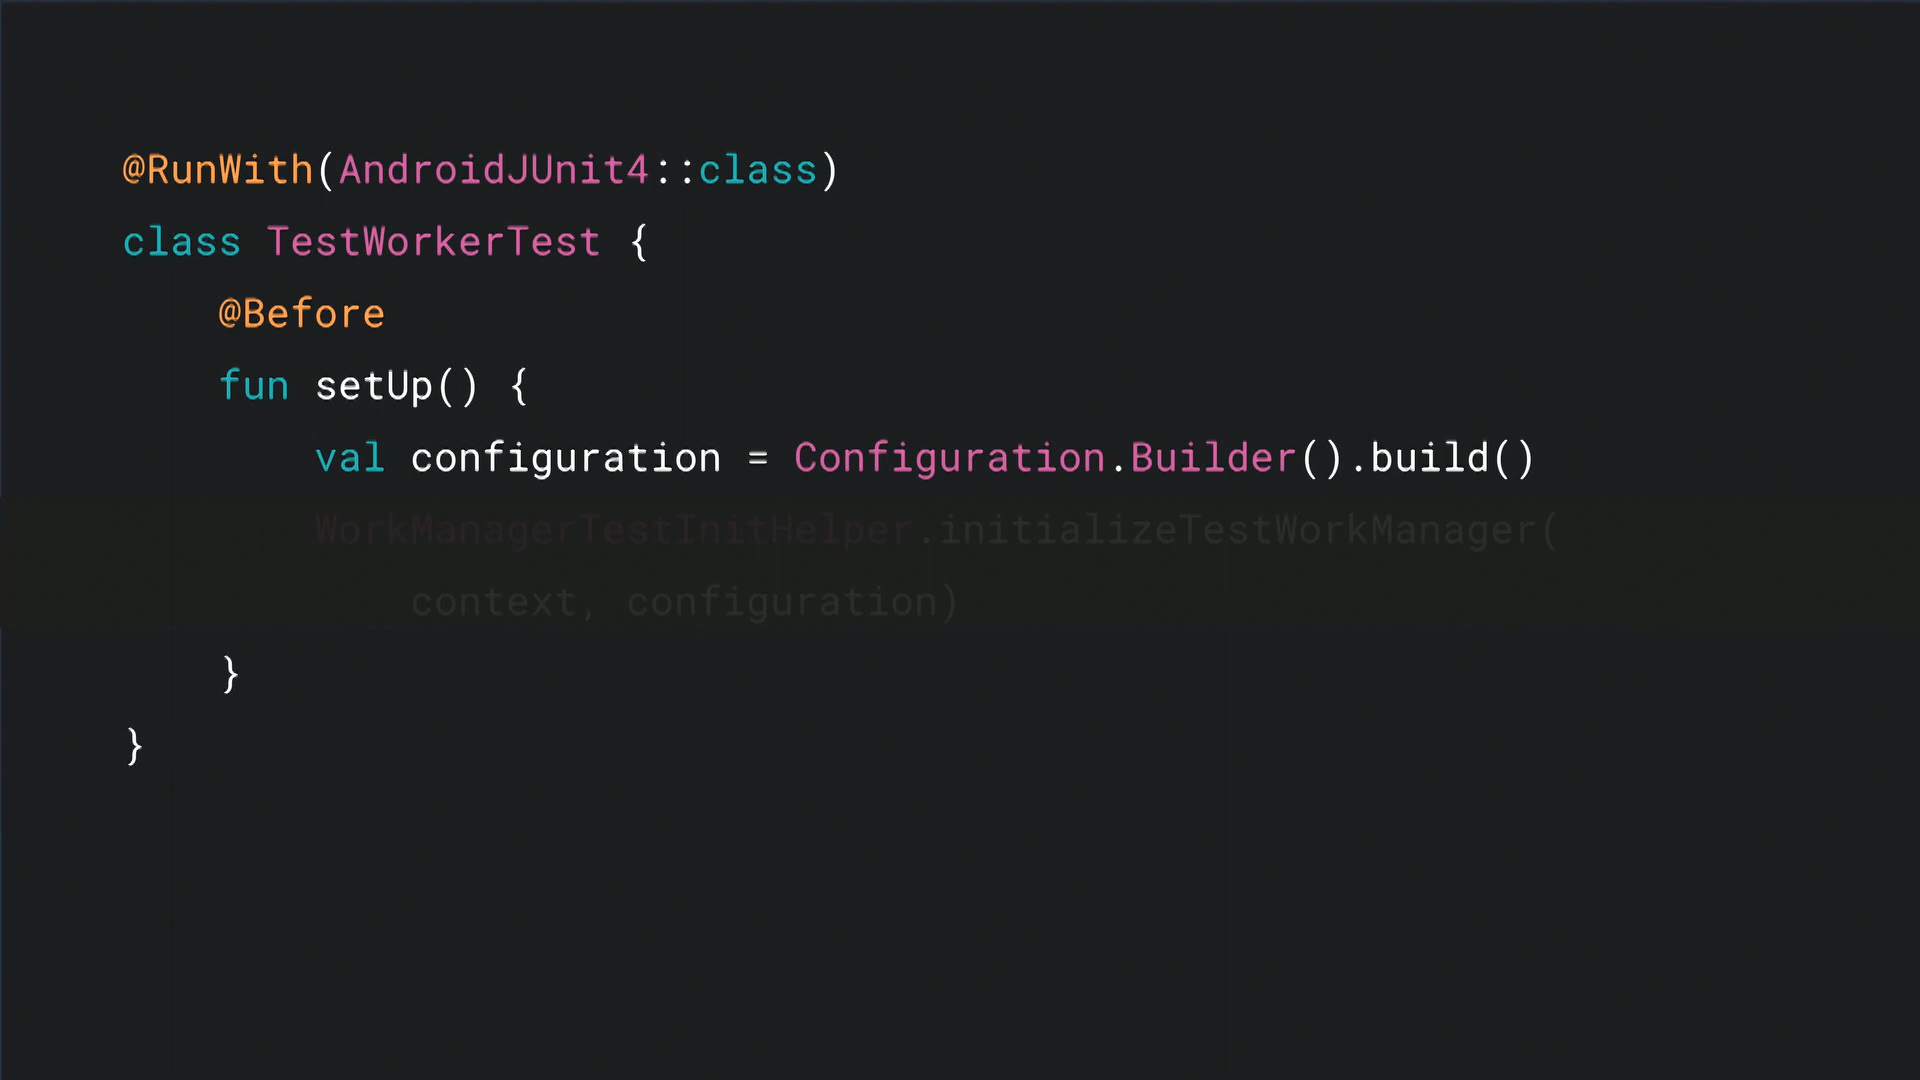 @RunWith(AndroidJUnit4::class)
class TestWorkerTest {
@Before
fun setUp() {
val configuration = Configuration.Builder().build()
WorkManagerTestInitHelper.initializeTestWorkManager(
context, configuration)
}
}